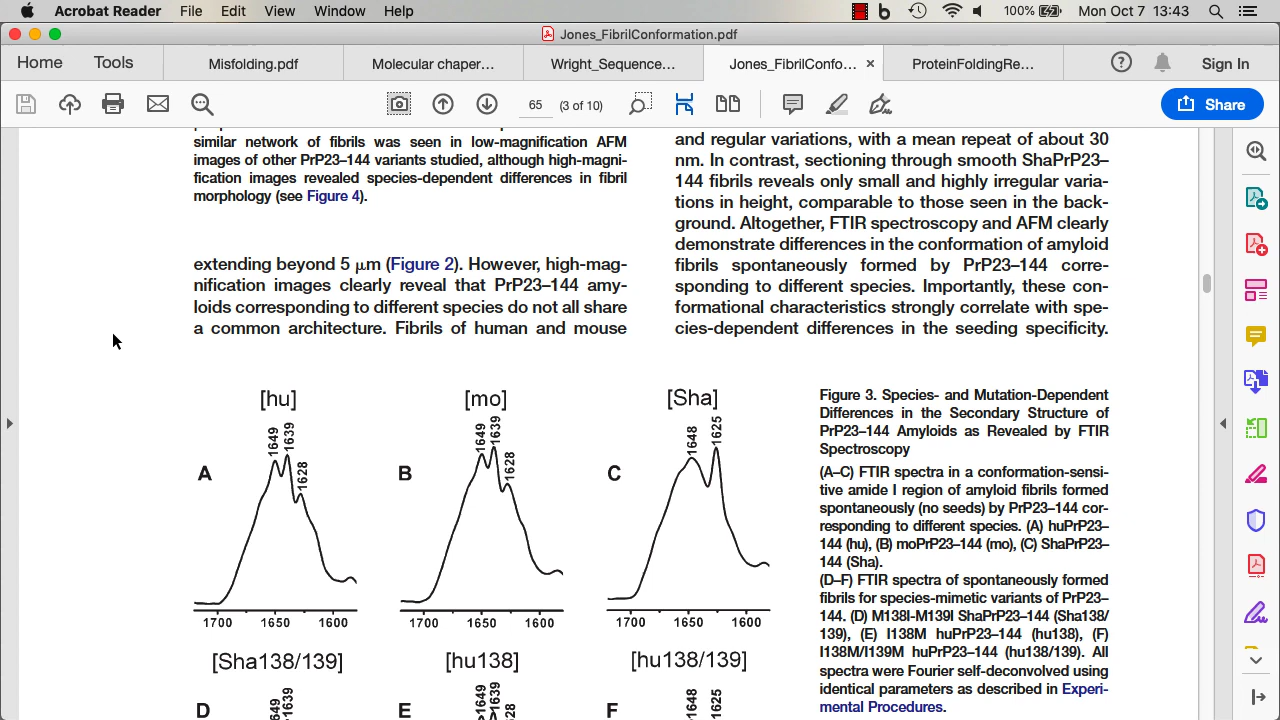 Acrobat Reader File Edit View Window Help 100% Mon Oct 7 13:43
Jones_FibrilConformation.pdf
Home Tools Misfolding.pdf Molecular chaper... Wright_Sequence... Jones_FibrilConfo... × ProteinFoldingRe... Sign In
65 (3 of 10) Share
similar network of fibrils was seen in low-magnification AFM
images of other PrP23–144 variants studied, although high-magni-
fication images revealed species-dependent differences in fibril
morphology (see Figure 4).
extending beyond 5 μm (Figure 2). However, high-mag-
nification images clearly reveal that PrP23–144 amy-
loids corresponding to different species do not all share
a common architecture. Fibrils of human and mouse
and regular variations, with a mean repeat of about 30
nm. In contrast, sectioning through smooth ShaPrP23–
144 fibrils reveals only small and highly irregular varia-
tions in height, comparable to those seen in the back-
ground. Altogether, FTIR spectroscopy and AFM clearly
demonstrate differences in the conformation of amyloid
fibrils spontaneously formed by PrP23–144 corre-
sponding to different species. Importantly, these con-
formational characteristics strongly correlate with spe-
cies-dependent differences in the seeding specificity.
[hu] [mo] [Sha]
1649 1639 1628 1649 1639 1628 1648 1625
A B C
1700 1650 1600 1700 1650 1600 1700 1650 1600
[Sha138/139] [hu138] [hu138/139]
1639 1649 1639 1648 1625
D E F
Figure 3. Species- and Mutation-Dependent
Differences in the Secondary Structure of
PrP23–144 Amyloids as Revealed by FTIR
Spectroscopy
(A–C) FTIR spectra in a conformation-sensi-
tive amide I region of amyloid fibrils formed
spontaneously (no seeds) by PrP23–144 cor-
responding to different species. (A) huPrP23–
144 (hu), (B) moPrP23–144 (mo), (C) ShaPrP23–
144 (Sha).
(D–F) FTIR spectra of spontaneously formed
fibrils for species-mimetic variants of PrP23–
144. (D) M138I-M139I ShaPrP23–144 (Sha138/
139), (E) I138M huPrP23–144 (hu138), (F)
I138M/I139M huPrP23–144 (hu138/139). All
spectra were Fourier self-deconvolved using
identical parameters as described in Experi-
mental Procedures.